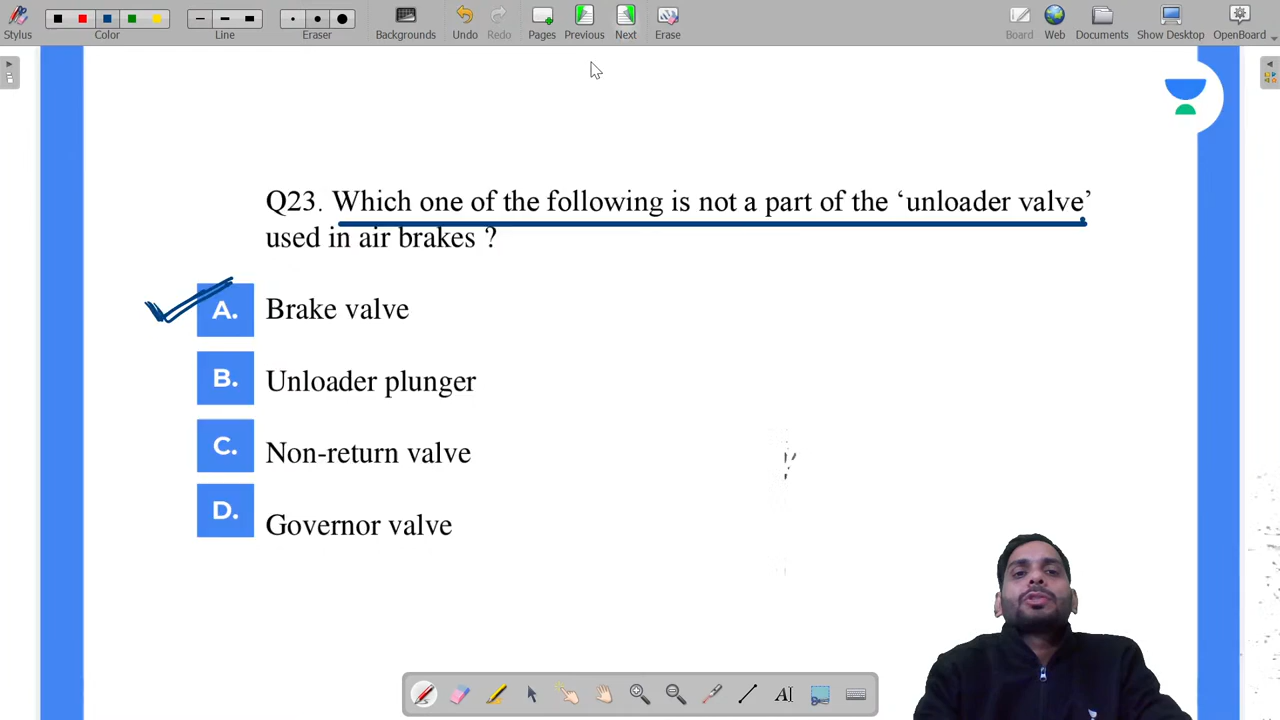 Stylus
Color
Line
Eraser
Backgrounds
Undo
Redo
Pages
Previous
Next
Erase
Board
Web
Documents
Show Desktop
OpenBoard
Q23. Which one of the following is not a part of the ‘unloader valve’
used in air brakes ?
A. Brake valve
B. Unloader plunger
C. Non-return valve
D. Governor valve
AI